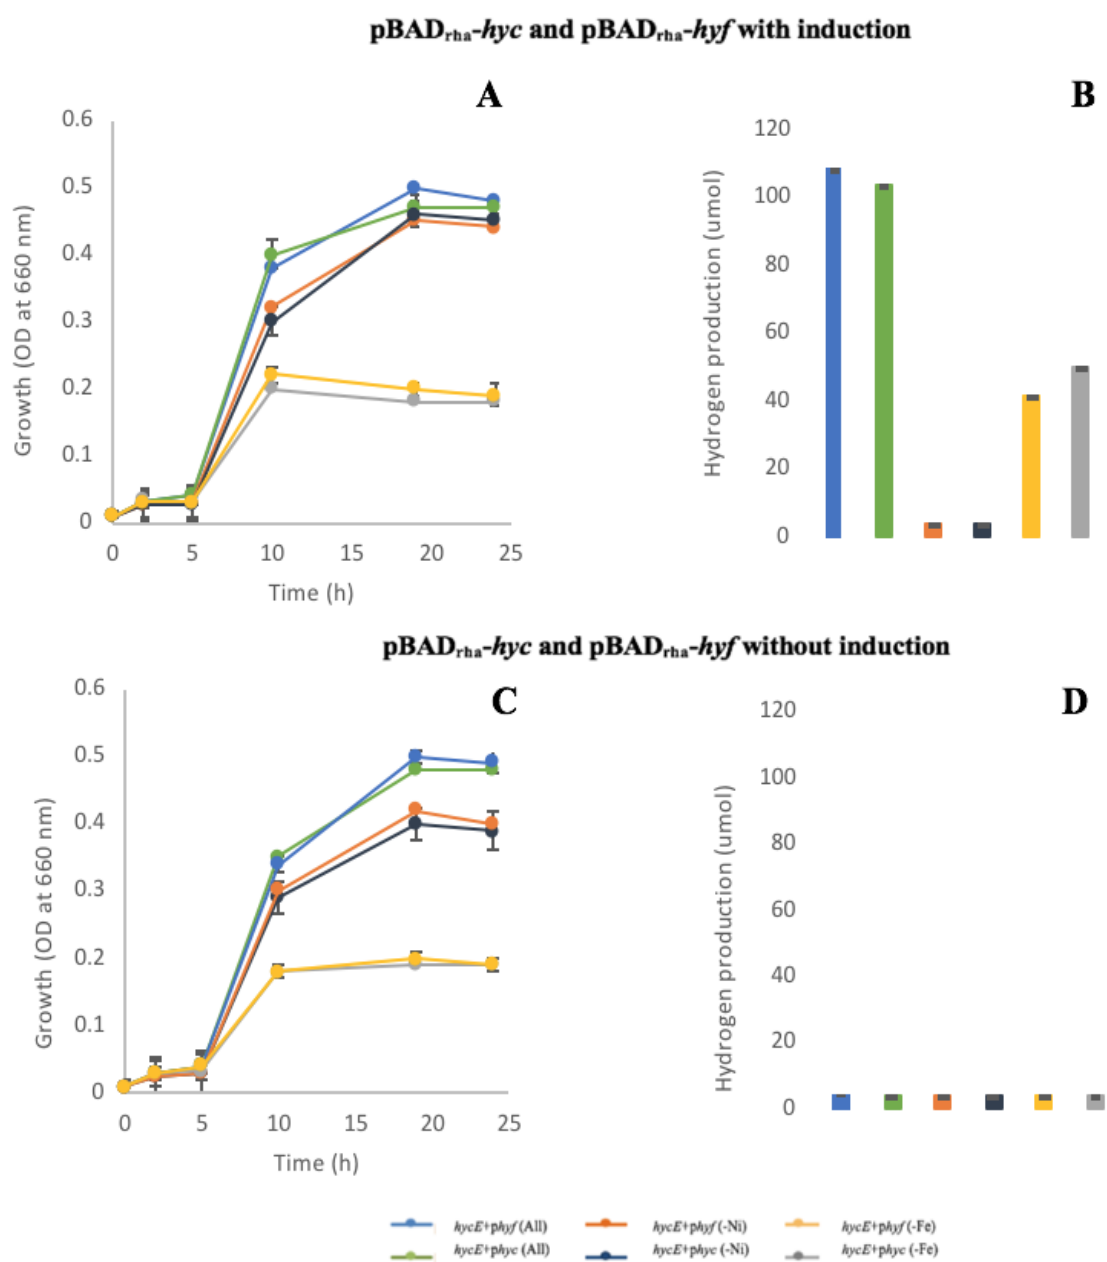 pBADrha-hyc and pBADrha-hyf with induction
A
0.6
0.5
0.4
0.3
0.2
0.1
0
Growth (OD at 660 nm)
0 5 10 15 20 25
Time (h)
B
120
100
80
60
40
20
0
Hydrogen production (umol)
pBADrha-hyc and pBADrha-hyf without induction
C
0.6
0.5
0.4
0.3
0.2
0.1
0
Growth (OD at 660 nm)
0 5 10 15 20 25
Time (h)
D
120
100
80
60
40
20
0
Hydrogen production (umol)
hycE+phyf (All) hycE+phyf (-Ni) hycE+phyf (-Fe)
hycE+phyc (All) hycE+phyc (-Ni) hycE+phyc (-Fe)